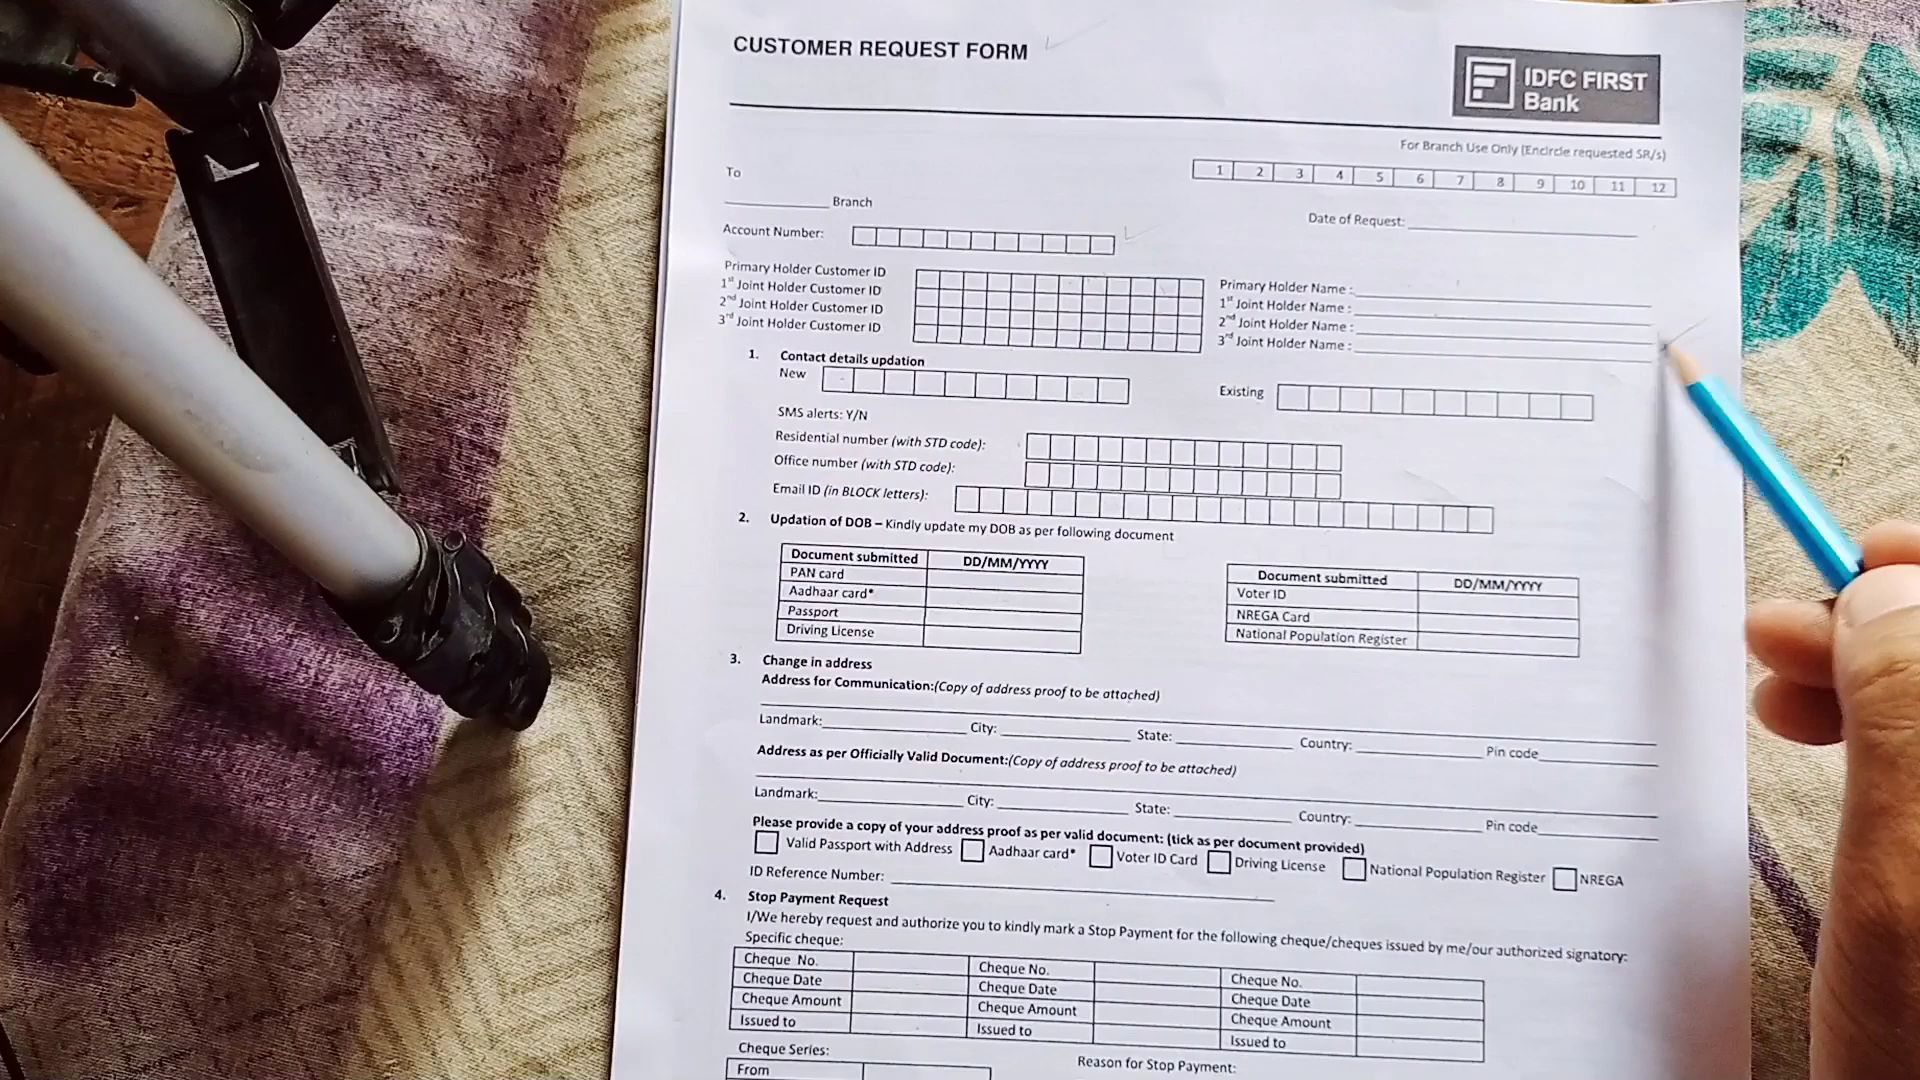 CUSTOMER REQUEST FORM
IDFC FIRST
Bank
For Branch Use Only (Encircle requested SR/s)
1 2 3 4 5 6 7 8 9 10 11 12
To
____________ Branch
Date of Request:
Account Number:
Primary Holder Customer ID
1st Joint Holder Customer ID
2nd Joint Holder Customer ID
3rd Joint Holder Customer ID
Primary Holder Name :
1st Joint Holder Name :
2nd Joint Holder Name :
3rd Joint Holder Name :
1. Contact details updation
New
Existing
SMS alerts: Y/N
Residential number (with STD code):
Office number (with STD code):
Email ID (in BLOCK letters):
2. Updation of DOB – Kindly update my DOB as per following document
Document submitted DD/MM/YYYY
PAN card
Aadhaar card*
Passport
Driving License
Document submitted DD/MM/YYYY
Voter ID
NREGA Card
National Population Register
3. Change in address
Address for Communication:(Copy of address proof to be attached)
Landmark: City: State: Country: Pin code
Address as per Officially Valid Document:(Copy of address proof to be attached)
Landmark: City: State: Country: Pin code
Please provide a copy of your address proof as per valid document: (tick as per document provided)
Valid Passport with Address Aadhaar card* Voter ID Card Driving License National Population Register NREGA
ID Reference Number:
4. Stop Payment Request
I/We hereby request and authorize you to kindly mark a Stop Payment for the following cheque/cheques issued by me/our authorized signatory:
Specific cheque:
Cheque No. Cheque No. Cheque No.
Cheque Date Cheque Date Cheque Date
Cheque Amount Cheque Amount Cheque Amount
Issued to Issued to Issued to
Cheque Series:
Reason for Stop Payment:
From